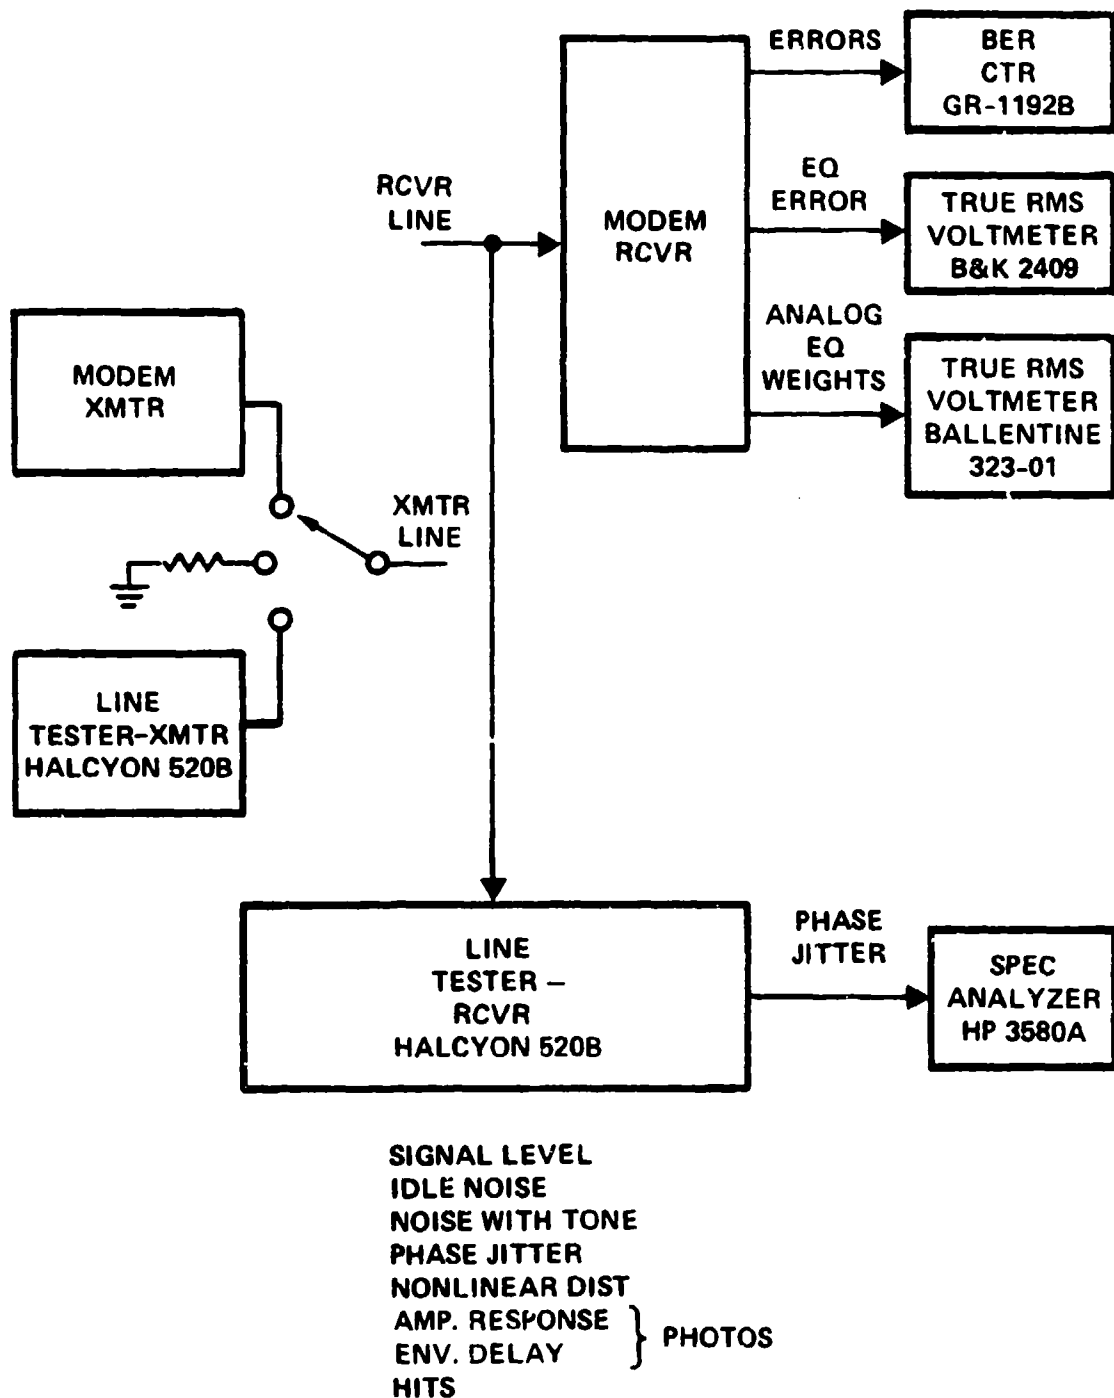 ERRORS
BER
CTR
GR-1192B
EQ
ERROR
TRUE RMS
VOLTMETER
B&K 2409
ANALOG
EQ
WEIGHTS
TRUE RMS
VOLTMETER
BALLENTINE
323-01
RCVR
LINE
MODEM
RCVR
MODEM
XMTR
XMTR
LINE
LINE
TESTER-XMTR
HALCYON 520B
LINE
TESTER –
RCVR
HALCYON 520B
PHASE
JITTER
SPEC
ANALYZER
HP 3580A
SIGNAL LEVEL
IDLE NOISE
NOISE WITH TONE
PHASE JITTER
NONLINEAR DIST
AMP. RESPONSE
ENV. DELAY
PHOTOS
HITS